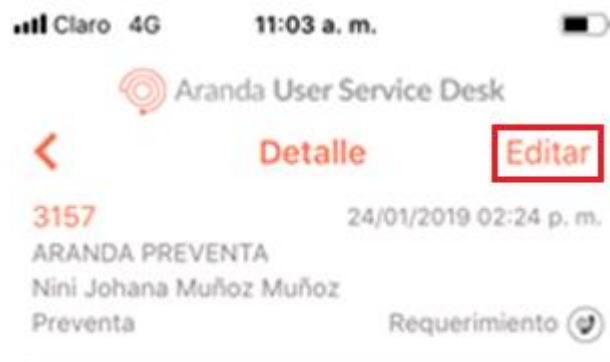 Claro 4G 11:03 a. m.
Aranda User Service Desk
Detalle Editar
3157 24/01/2019 02:24 p. m.
ARANDA PREVENTA
Nini Johana Muñoz Muñoz
Preventa Requerimiento